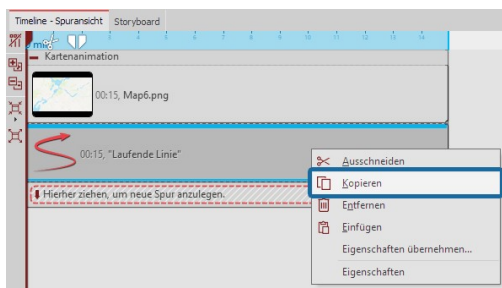 Timeline - Spuransicht Storyboard
min
Kartenanimation
00:15, Map6.png
00:15, "Laufende Linie"
Hierher ziehen, um neue Spur anzulegen.
Ausschneiden
Kopieren
Entfernen
Einfügen
Eigenschaften übernehmen...
Eigenschaften